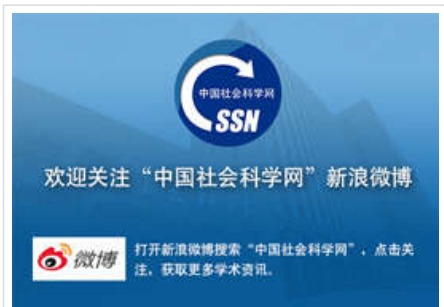 中国社会科学网
SSN
欢迎关注“中国社会科学网”新浪微博
微博
打开新浪微博搜索“中国社会科学网”，点击关
注，获取更多学术资讯。